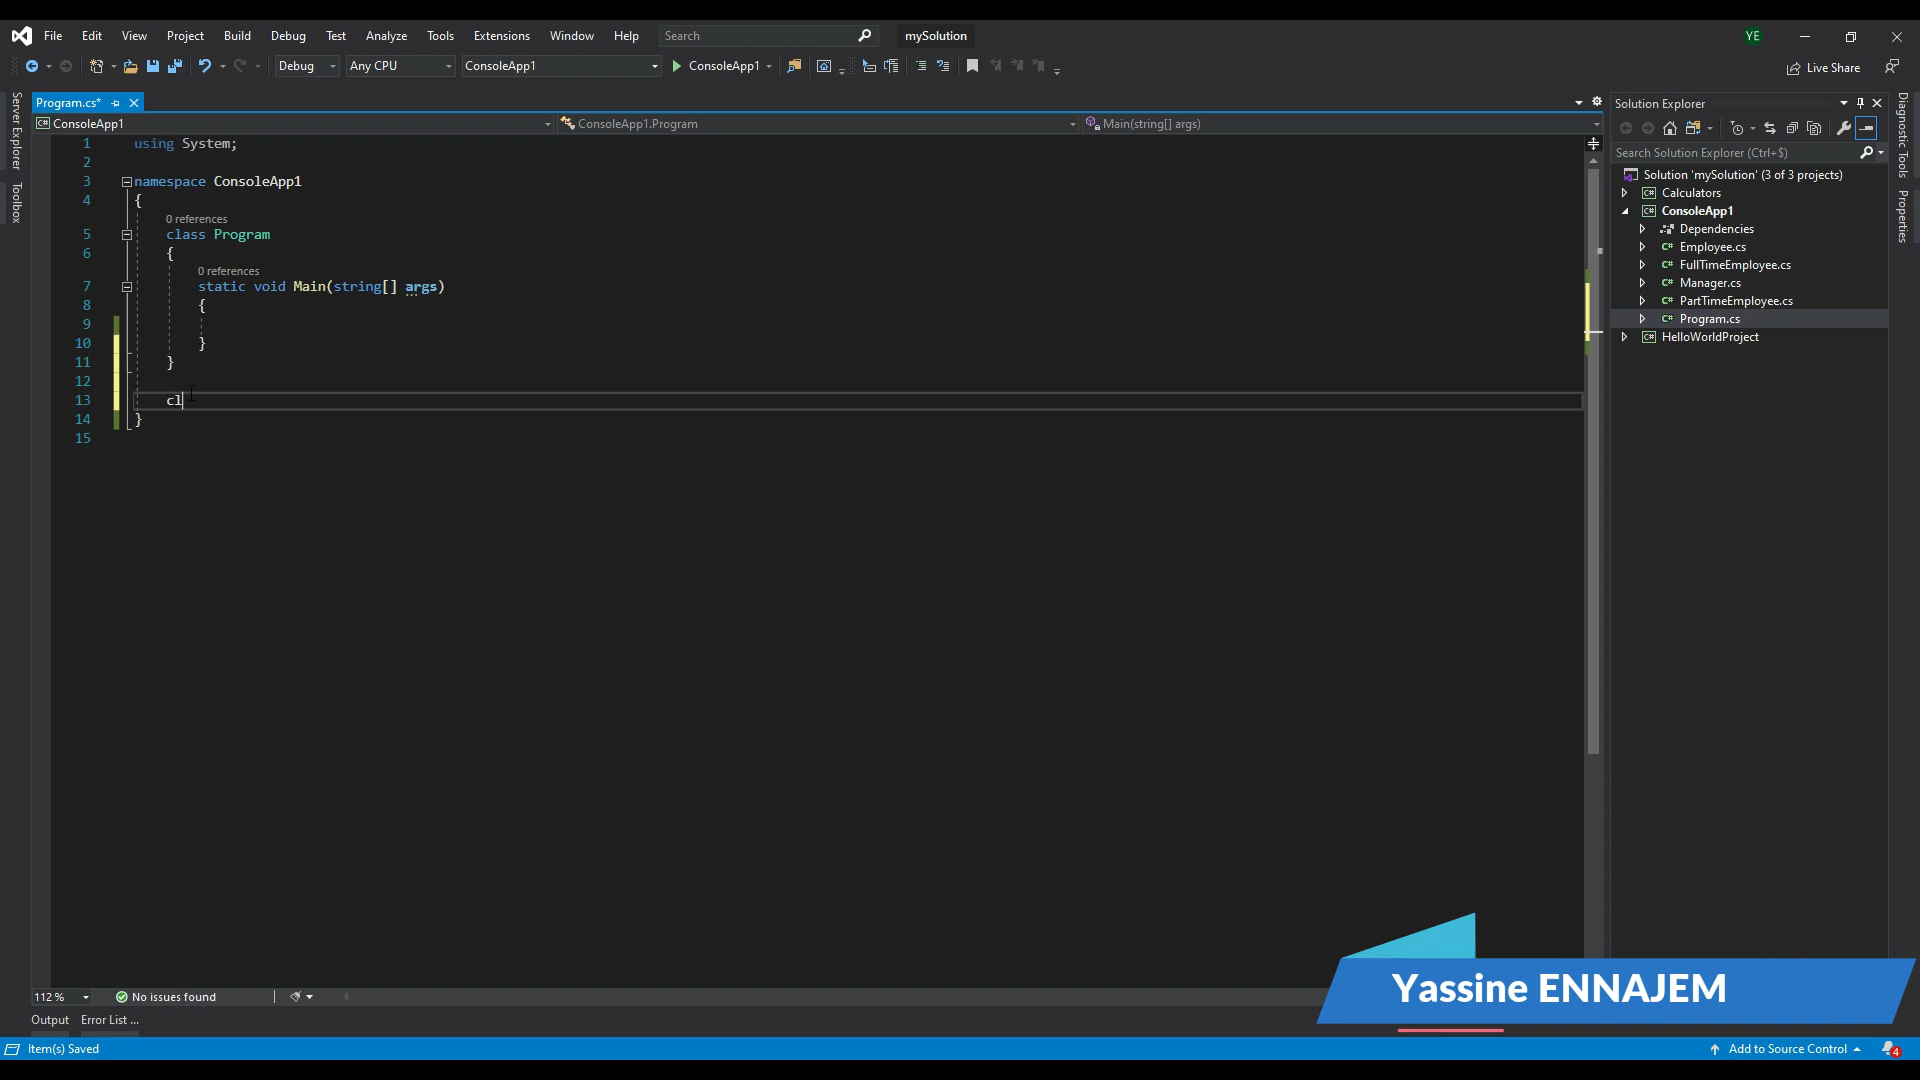 File Edit View Project Build Debug Test Analyze Tools Extensions Window Help Search mySolution YE
Debug Any CPU ConsoleApp1 ConsoleApp1 Live Share
Program.cs*
ConsoleApp1 ConsoleApp1.Program Main(string[] args)
Server Explorer
Toolbox
1 using System;
2
3 namespace ConsoleApp1
4 {
0 references
5 class Program
6 {
0 references
7 static void Main(string[] args)
8 {
9
10 }
11 }
12
13 cl
14 }
15
Solution Explorer
Search Solution Explorer (Ctrl+$)
Solution 'mySolution' (3 of 3 projects)
C# Calculators
C# ConsoleApp1
Dependencies
C# Employee.cs
C# FullTimeEmployee.cs
C# Manager.cs
C# PartTimeEmployee.cs
C# Program.cs
C# HelloWorldProject
Diagnostic Tools
Properties
112 % No issues found
Yassine ENNAJEM
Output Error List ...
Item(s) Saved Add to Source Control 4